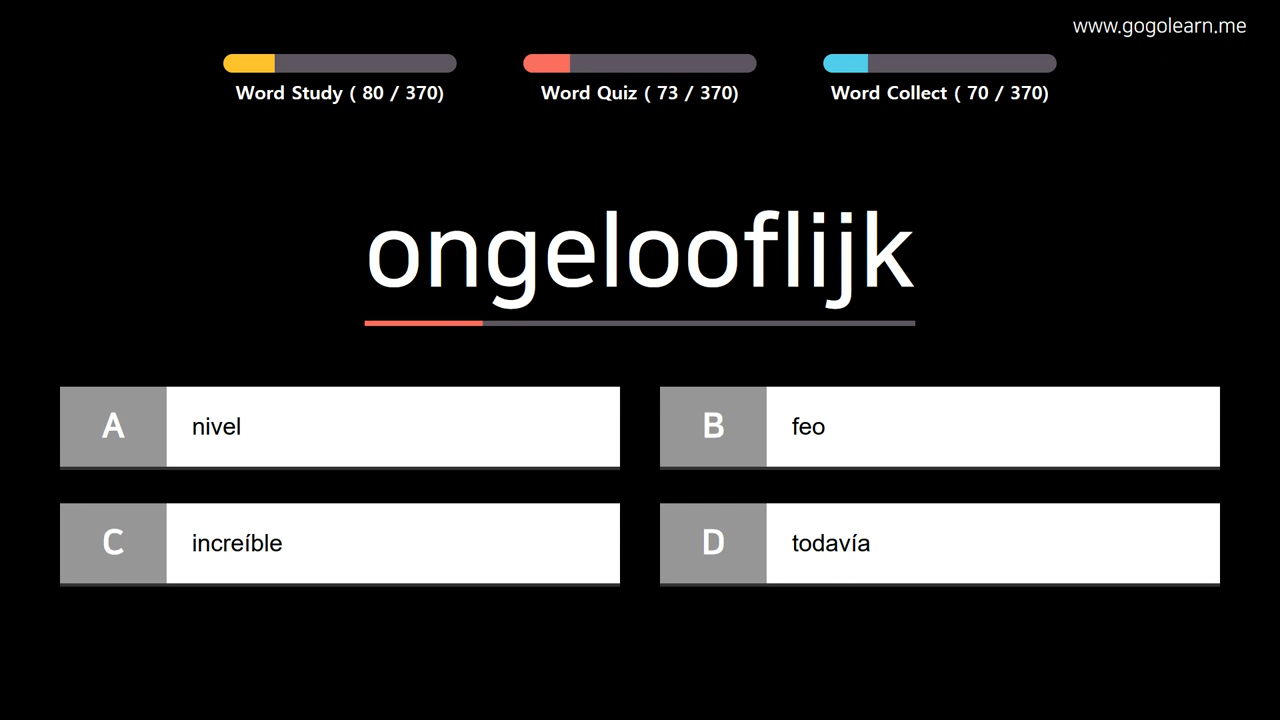 www.gogolearn.me
Word Study ( 80 / 370)
Word Quiz ( 73 / 370)
Word Collect ( 70 / 370)
ongelooflijk
A nivel
B feo
C increíble
D todavía